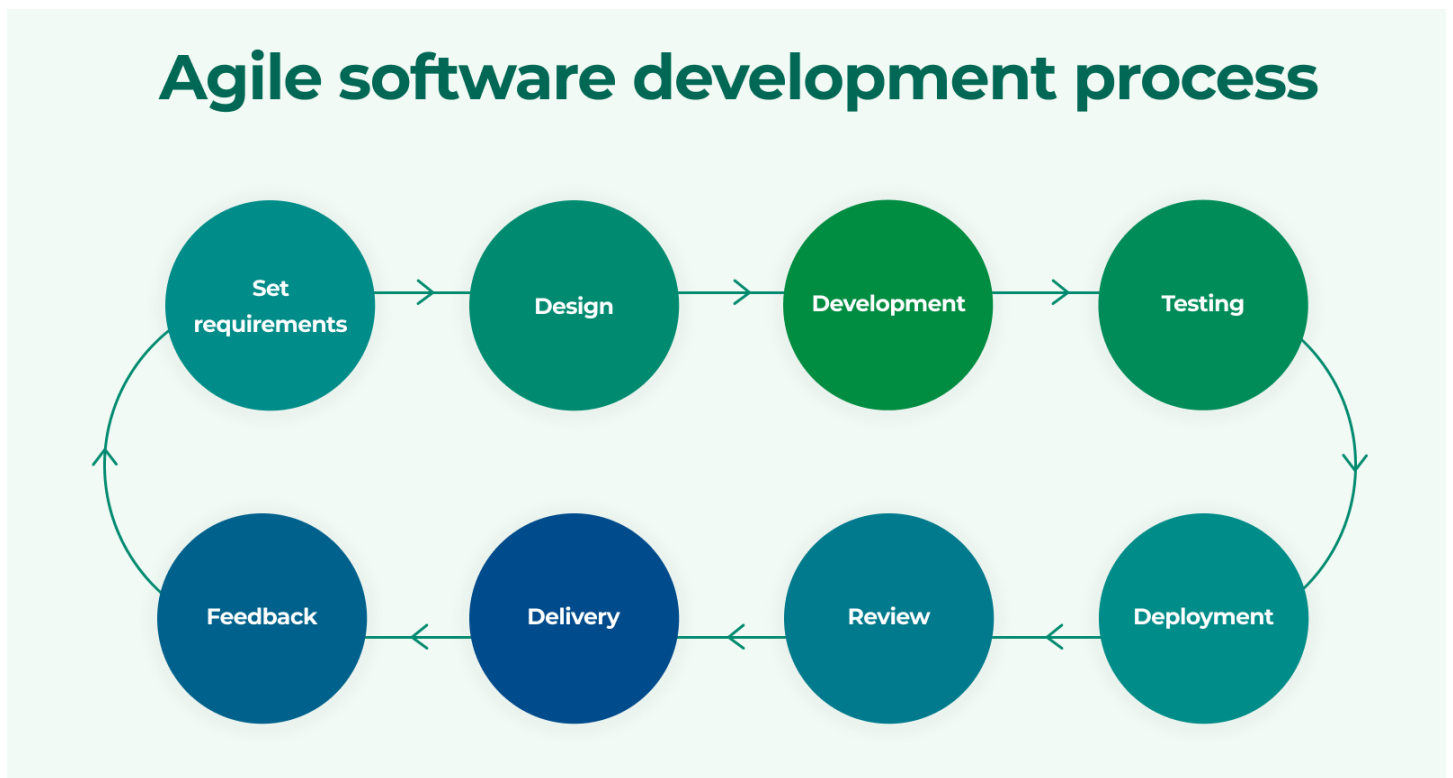 Agile software development process
Set
requirements
Design
Development
Testing
Feedback
Delivery
Review
Deployment